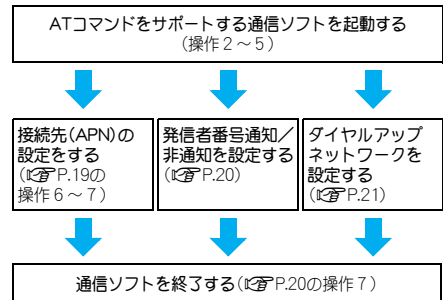 ATコマンドをサポートする通信ソフトを起動する
(操作2～5)
接続先(APN)の
設定をする
(☞P.19の
操作6～7)
発信者番号通知／
非通知を設定する
(☞P.20)
ダイヤルアップ
ネットワークを
設定する
(☞P.21)
通信ソフトを終了する(☞P.20の操作7)